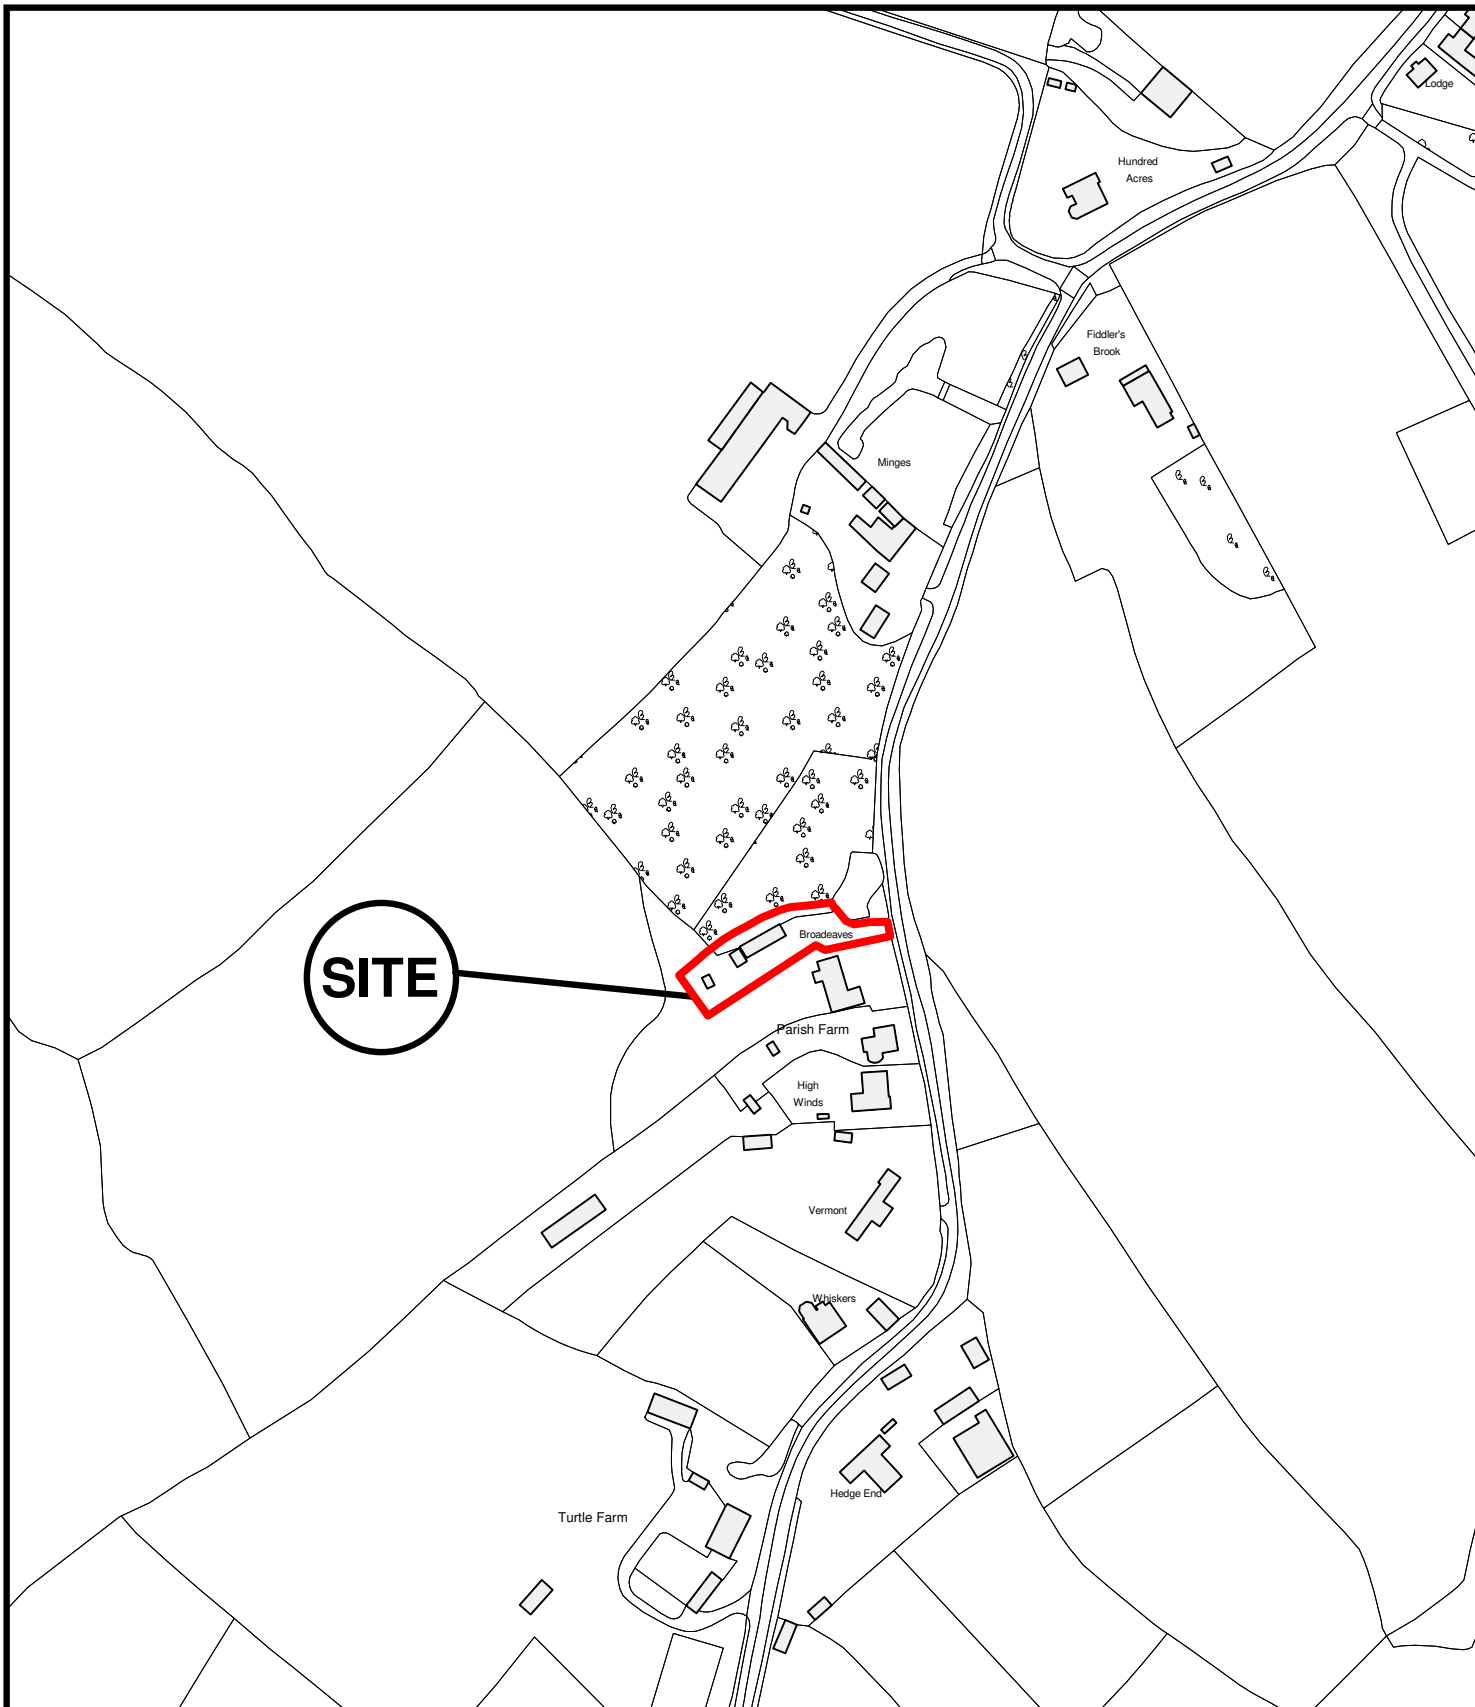 Lodge
Hundred
Acres
Fiddler's
Brook
Minges
Broadeaves
SITE
Parish Farm
High
Winds
Vermont
Whiskers
Hedge End
Turtle Farm